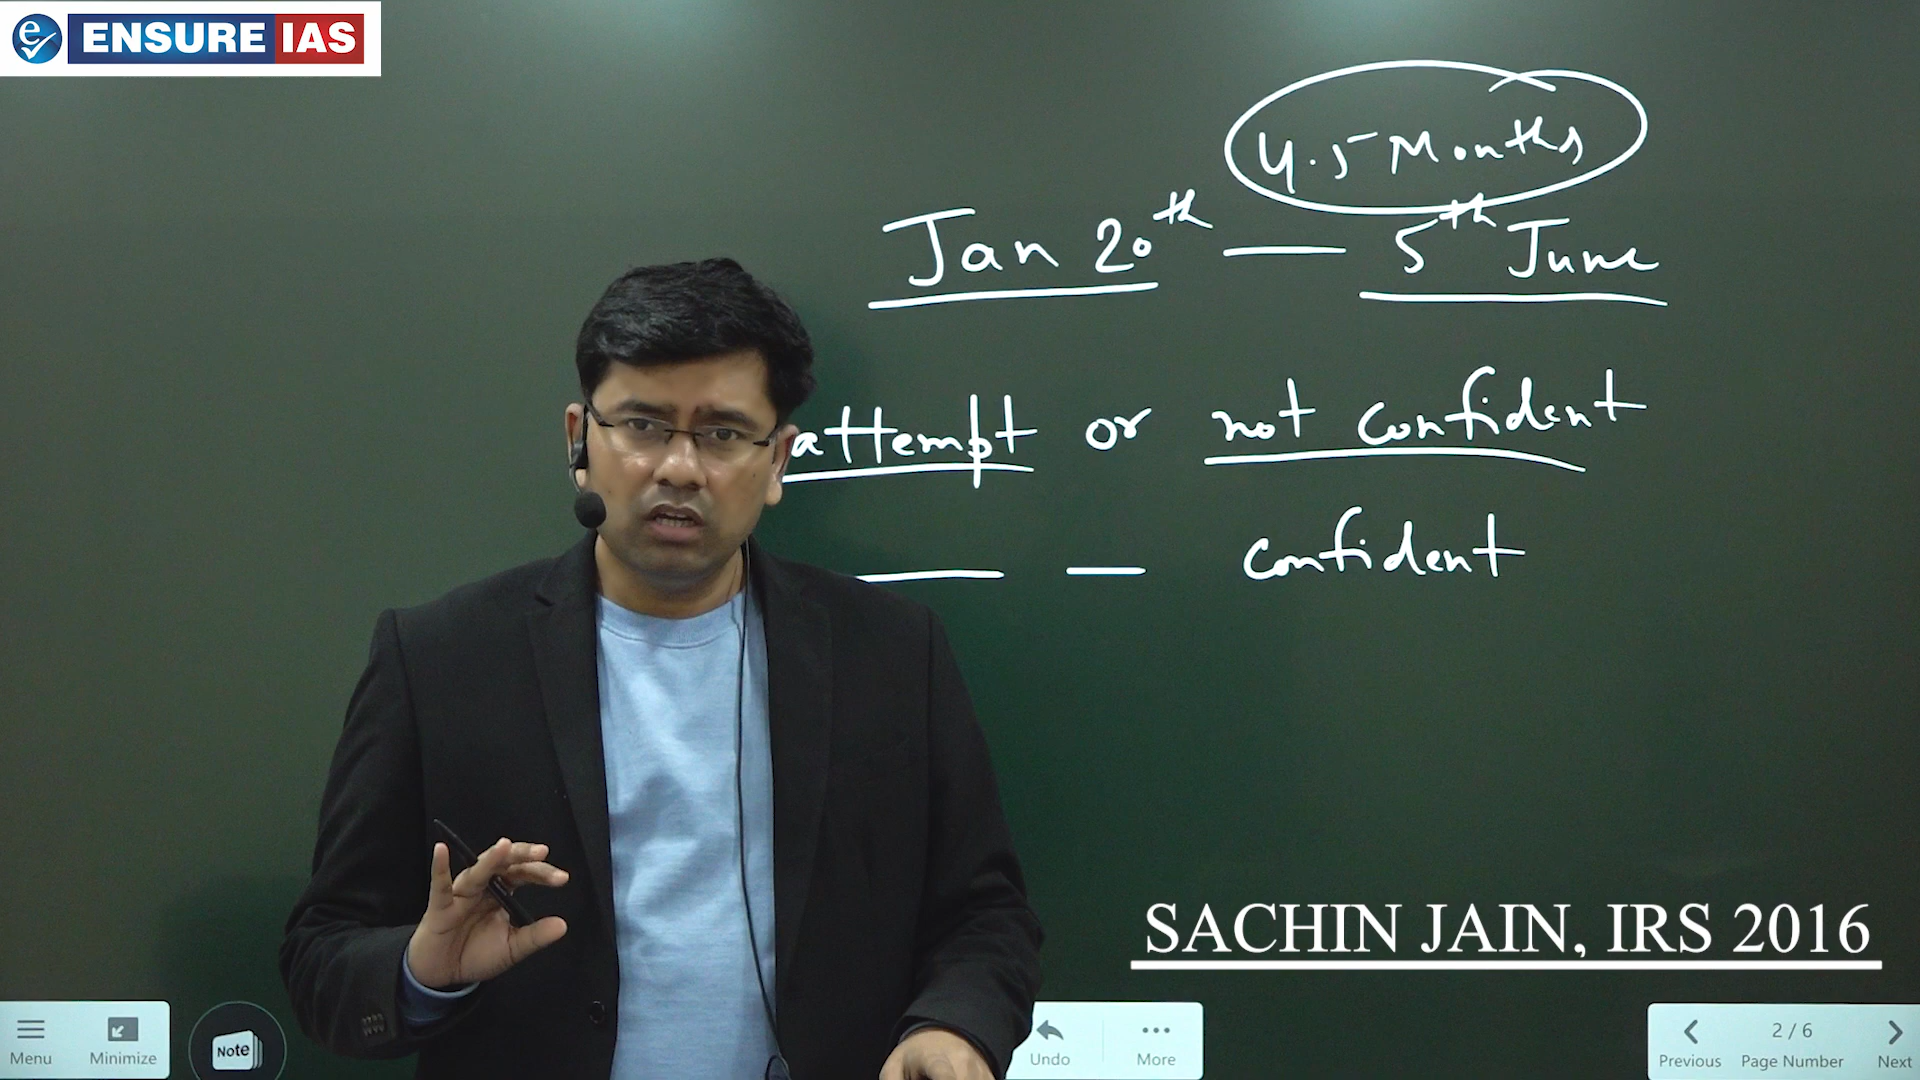 ENSURE IAS
4.5 Months
Jan 20th — 5th June
attempt or not confident
confident
SACHIN JAIN, IRS 2016
Menu
Minimize
Note
Undo
More
Previous
2 / 6
Page Number
Next